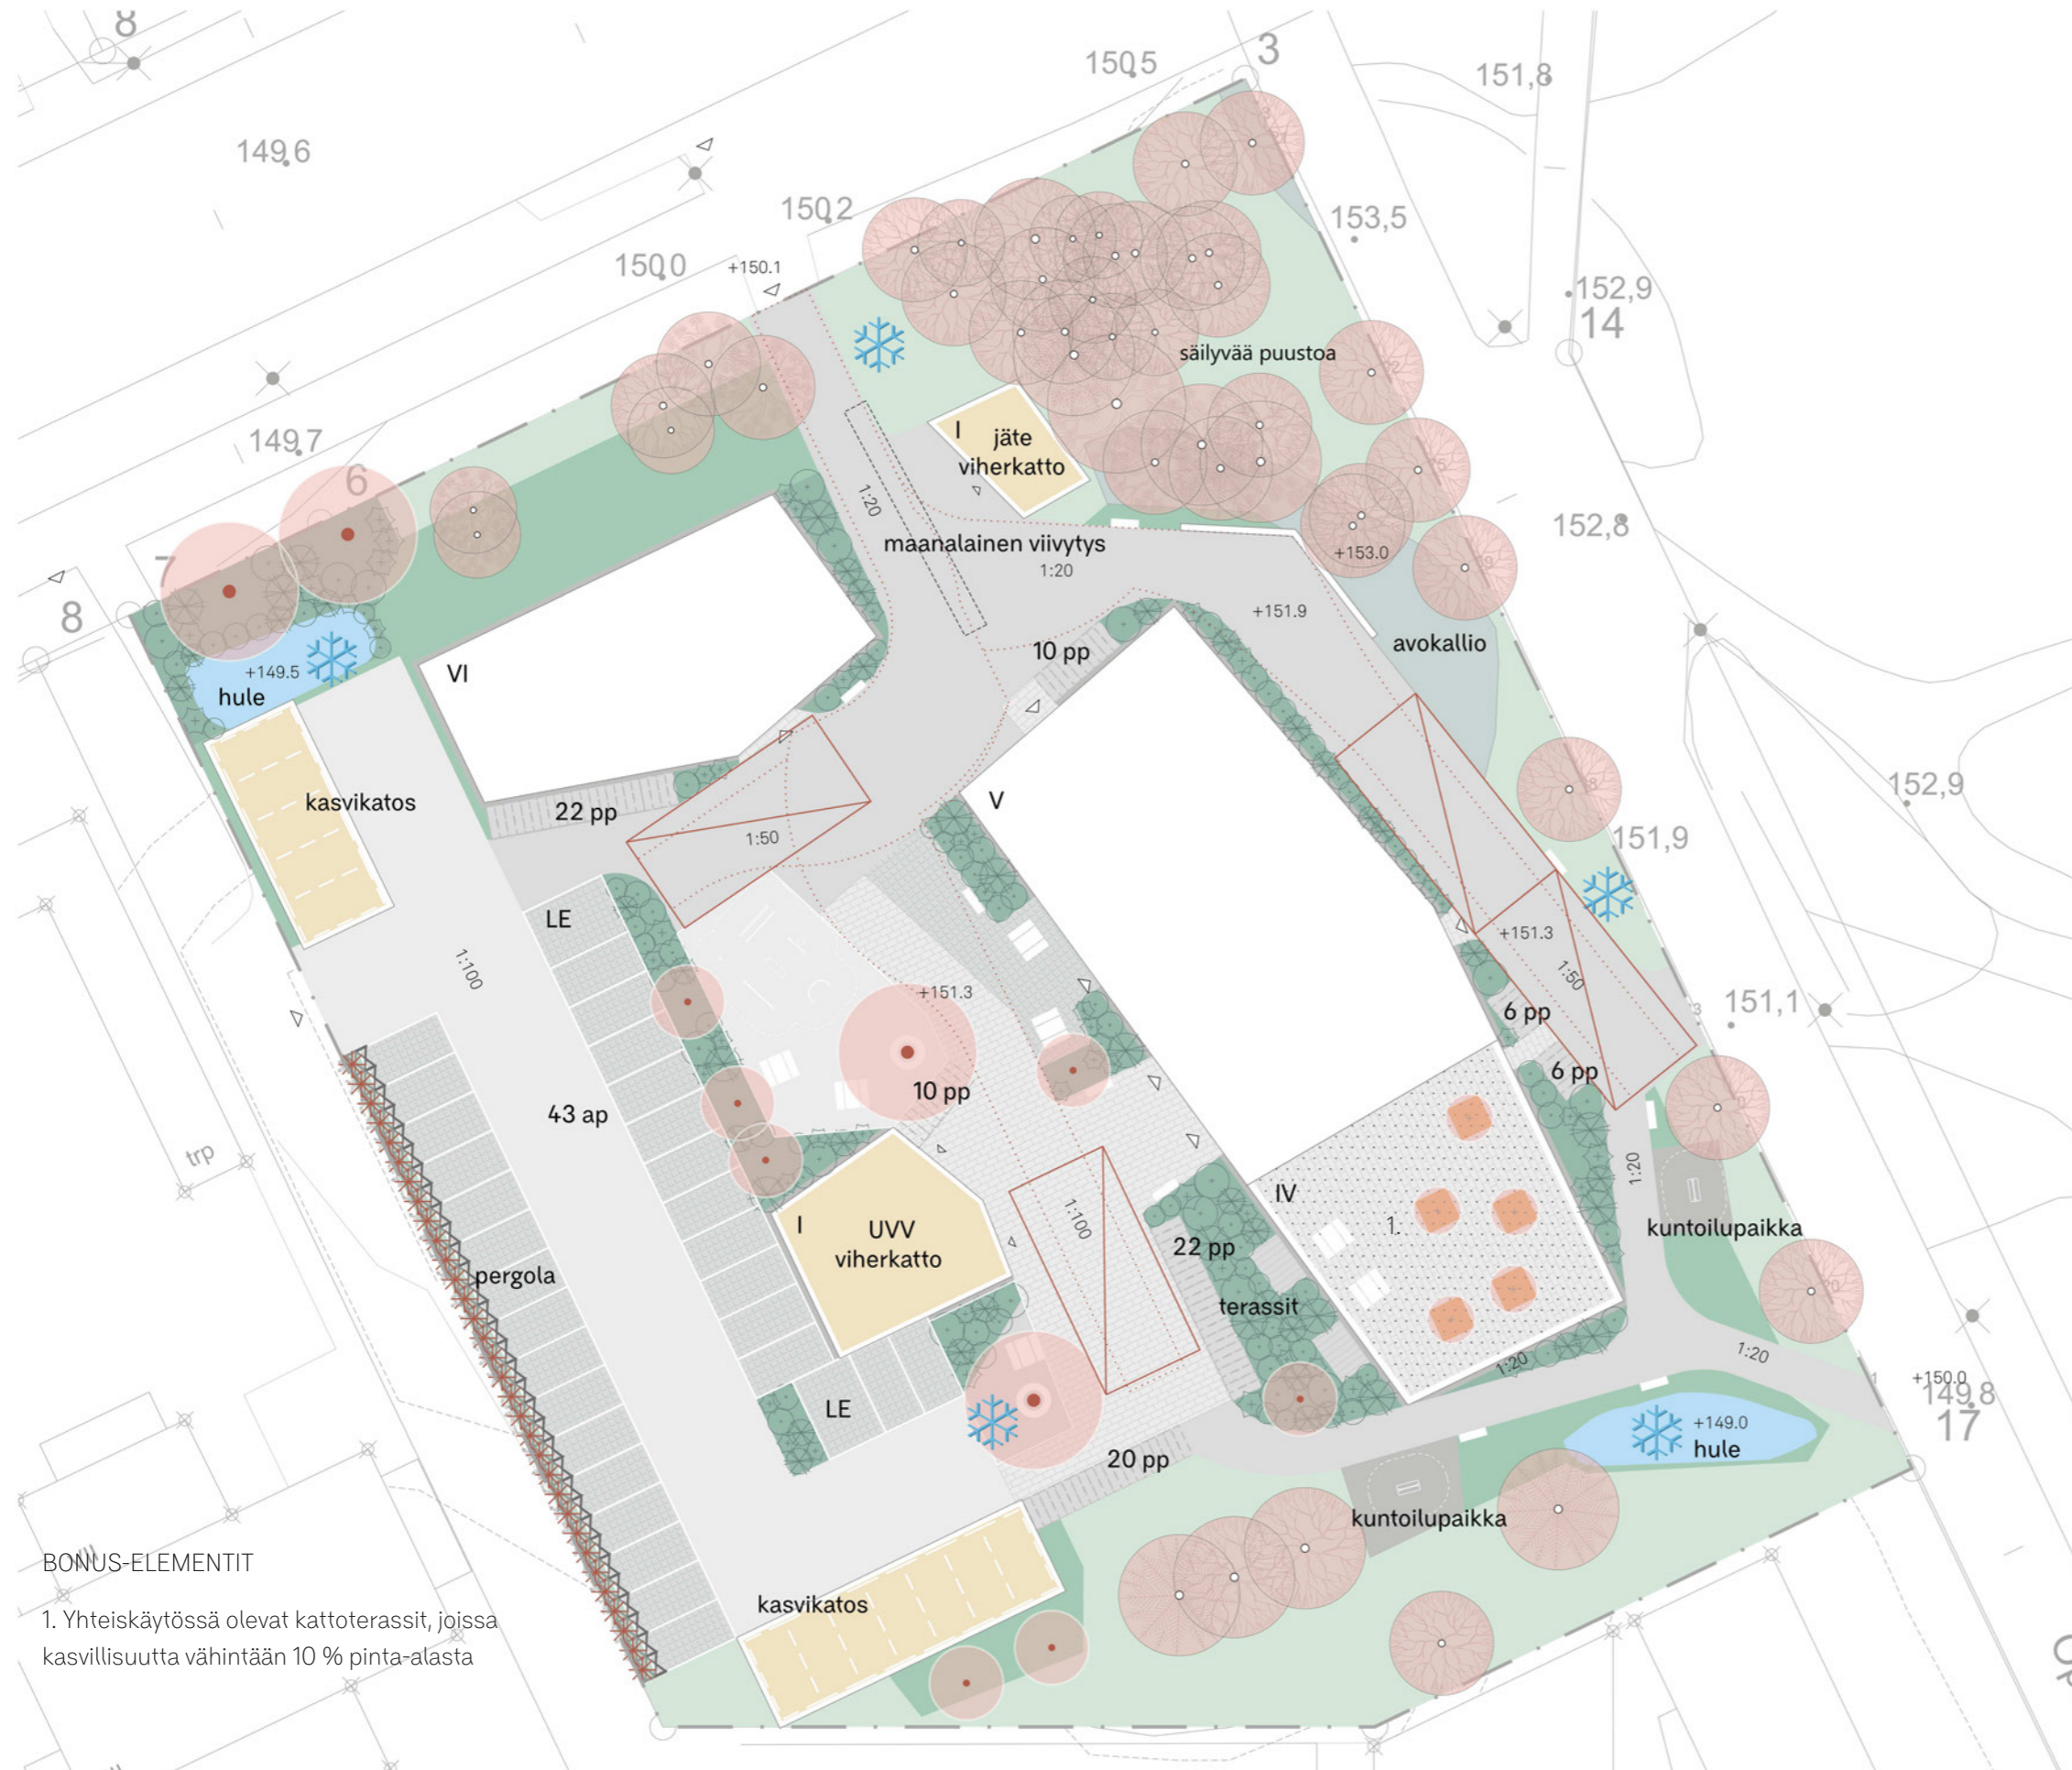 8
3
150,5
151,8
149,6
150,2
153,5
150,0
+150.1
152,9
14
säilyvää puustoa
149,7
6
I
jäte
viherkatto
1:20
152,8
maanalainen viivytys
1:20
+153.0
7
8
+151.9
10 pp
avokallio
VI
+149.5
hule
kasvikatos
22 pp
V
1:50
152,9
151,9
LE
+151.3
1:50
1:100
+151.3
6 pp
3
151,1
6 pp
10 pp
43 ap
trp
1:20
IV
1.
1:100
I
UVV
viherkatto
kuntoilupaikka
22 pp
pergola
terassit
1:20
1:20
1
+150.0
149,8
17
LE
+149.0
hule
20 pp
kuntoilupaikka
BONUS-ELEMENTIT
kasvikatos
1. Yhteiskäytössä olevat kattoterassit, joissa
kasvillisuutta vähintään 10 % pinta-alasta